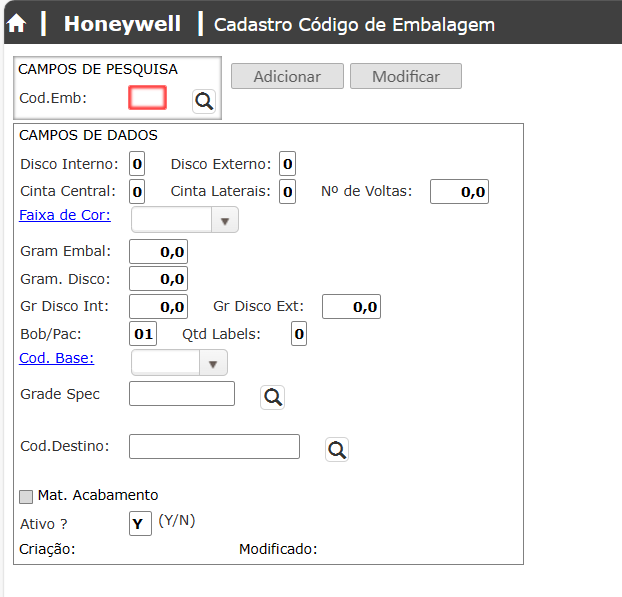 Honeywell | Cadastro Código de Embalagem
CAMPOS DE PESQUISA
Cod.Emb:
Adicionar Modificar
CAMPOS DE DADOS
Disco Interno: 0 Disco Externo: 0
Cinta Central: 0 Cinta Laterais: 0 Nº de Voltas: 0,0
Faixa de Cor:
Gram Embal: 0,0
Gram. Disco: 0,0
Gr Disco Int: 0,0 Gr Disco Ext: 0,0
Bob/Pac: 01 Qtd Labels: 0
Cod. Base:
Grade Spec
Cod.Destino:
Mat. Acabamento
Ativo ? Y (Y/N)
Criação: Modificado: